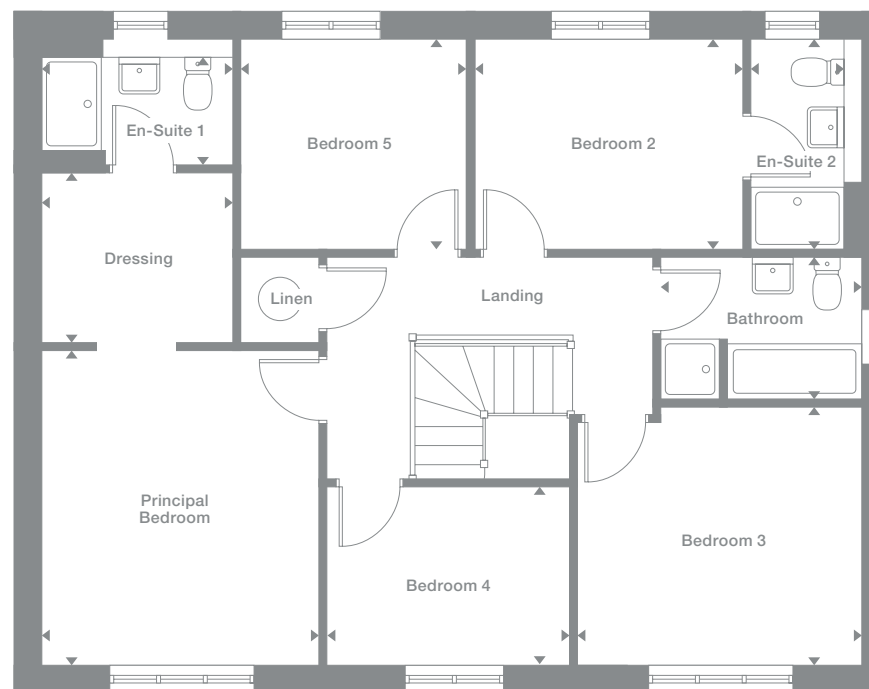 En-Suite 1
Bedroom 5
Bedroom 2
En-Suite 2
Dressing
Linen
Landing
Bathroom
Principal
Bedroom
Bedroom 3
Bedroom 4